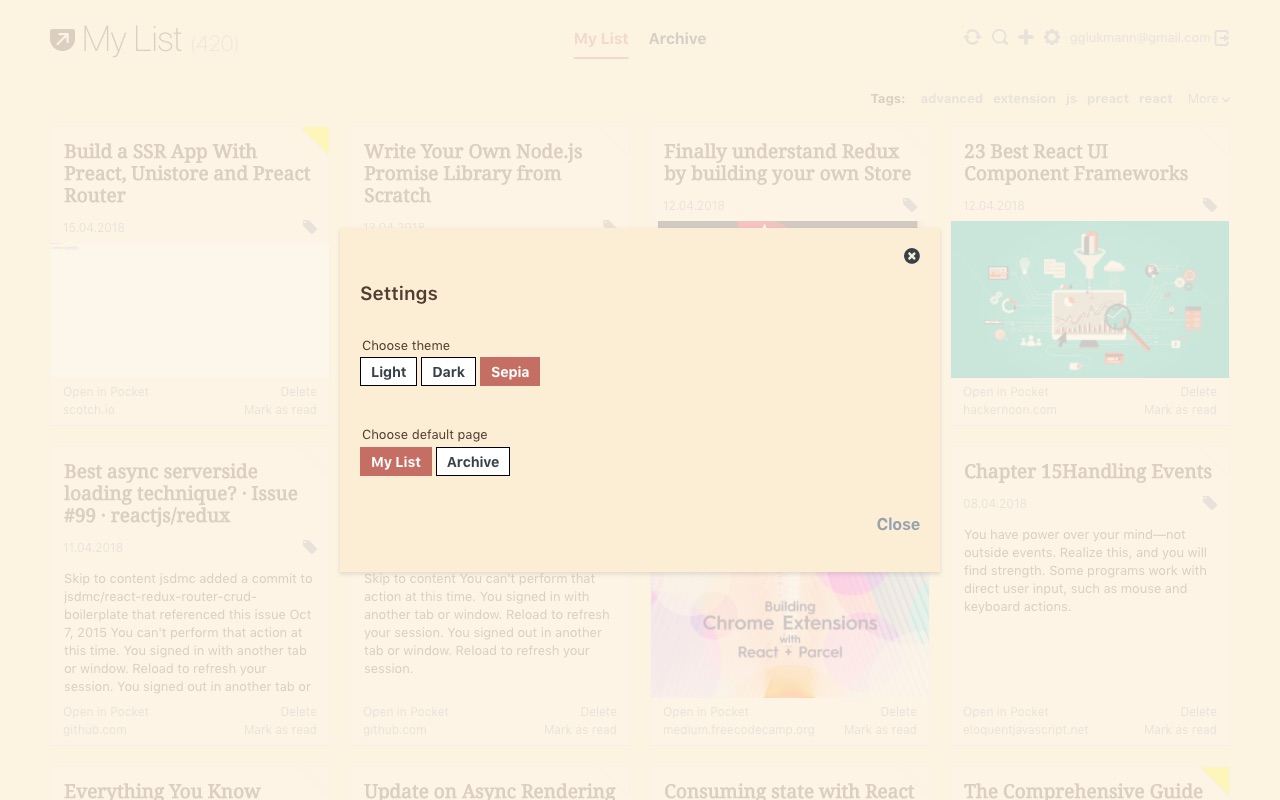 My List (420)
My List Archive
gglukmann@gmail.com
Tags: advanced extension js preact react More
Build a SSR App With
Preact, Unistore and Preact
Router
15.04.2018
Open in Pocket Delete
scotch.io Mark as read
Write Your Own Node.js
Promise Library from
Scratch
13.04.2018
Finally understand Redux
by building your own Store
12.04.2018
23 Best React UI
Component Frameworks
12.04.2018
Open in Pocket Delete
hackernoon.com Mark as read
Settings
Choose theme
Light Dark Sepia
Choose default page
My List Archive
Close
Best async serverside
loading technique? · Issue
#99 · reactjs/redux
11.04.2018
Skip to content jsdmc added a commit to
jsdmc/react-redux-router-crud-
boilerplate that referenced this issue Oct
7, 2015 You can't perform that action at
this time. You signed in with another tab
or window. Reload to refresh your
session. You signed out in another tab or
Open in Pocket Delete
github.com Mark as read
Skip to content You can't perform that
action at this time. You signed in with
another tab or window. Reload to refresh
your session. You signed out in another
tab or window. Reload to refresh your
session.
Open in Pocket Delete
github.com Mark as read
Building
Chrome Extensions
with
React + Parcel
Open in Pocket Delete
medium.freecodecamp.org Mark as read
Chapter 15Handling Events
08.04.2018
You have power over your mind—not
outside events. Realize this, and you will
find strength. Some programs work with
direct user input, such as mouse and
keyboard actions.
Open in Pocket Delete
eloquentjavascript.net Mark as read
Everything You Know
Update on Async Rendering
Consuming state with React
The Comprehensive Guide